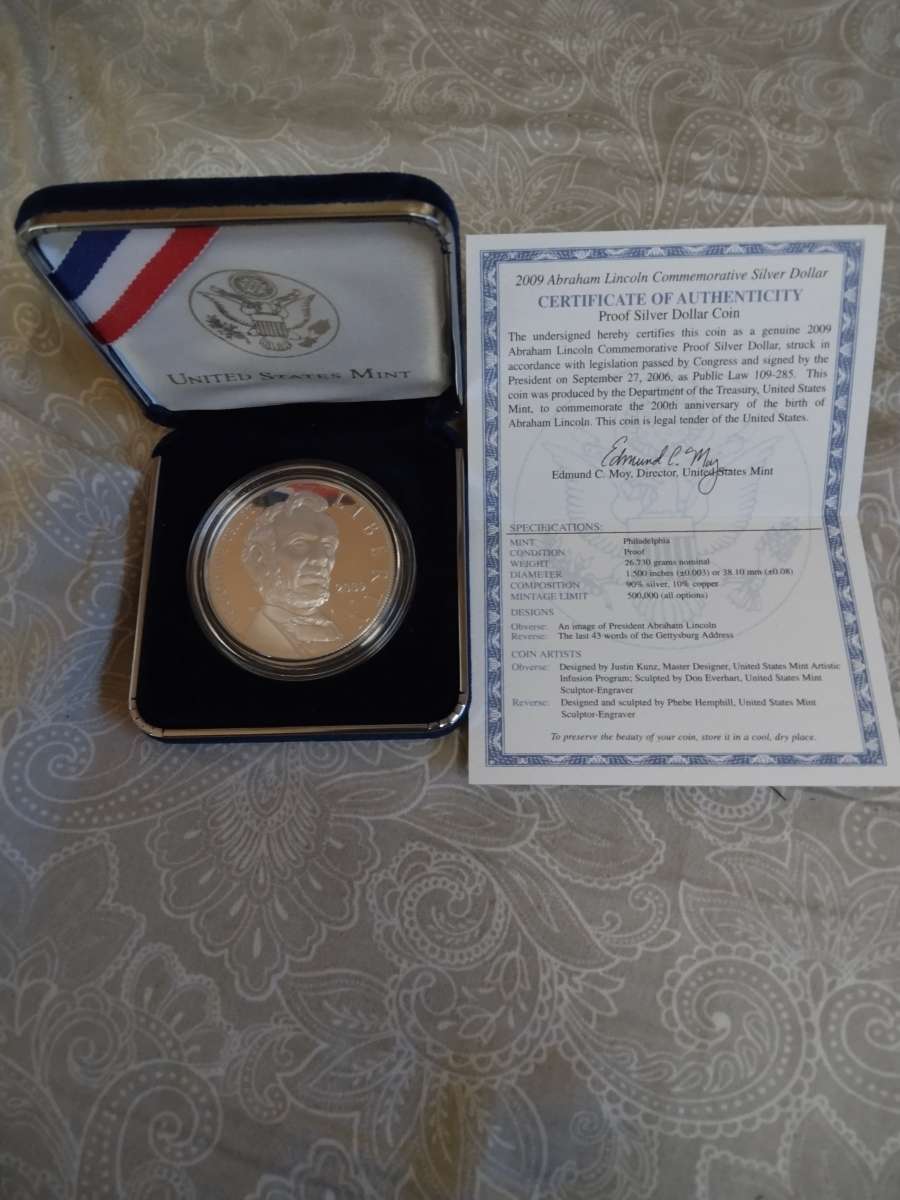 UNITED STATES MINT
LIBERTY
2009
2009 Abraham Lincoln Commemorative Silver Dollar
CERTIFICATE OF AUTHENTICITY
Proof Silver Dollar Coin
The undersigned hereby certifies this coin as a genuine 2009
Abraham Lincoln Commemorative Proof Silver Dollar, struck in
accordance with legislation passed by Congress and signed by the
President on September 27, 2006, as Public Law 109-285. This
coin was produced by the Department of the Treasury, United States
Mint, to commemorate the 200th anniversary of the birth of
Abraham Lincoln. This coin is legal tender of the United States.
Edmund C. Moy
Edmund C. Moy, Director, United States Mint
SPECIFICATIONS:
MINT Philadelphia
CONDITION Proof
WEIGHT 26.730 grams nominal
DIAMETER 1.500 inches (±0.003) or 38.10 mm (±0.08)
COMPOSITION 90% silver, 10% copper
MINTAGE LIMIT 500,000 (all options)
DESIGNS
Obverse: An image of President Abraham Lincoln
Reverse: The last 43 words of the Gettysburg Address
COIN ARTISTS
Obverse: Designed by Justin Kunz, Master Designer, United States Mint Artistic
Infusion Program; Sculpted by Don Everhart, United States Mint
Sculptor-Engraver
Reverse: Designed and sculpted by Phebe Hemphill, United States Mint
Sculptor-Engraver
To preserve the beauty of your coin, store it in a cool, dry place.